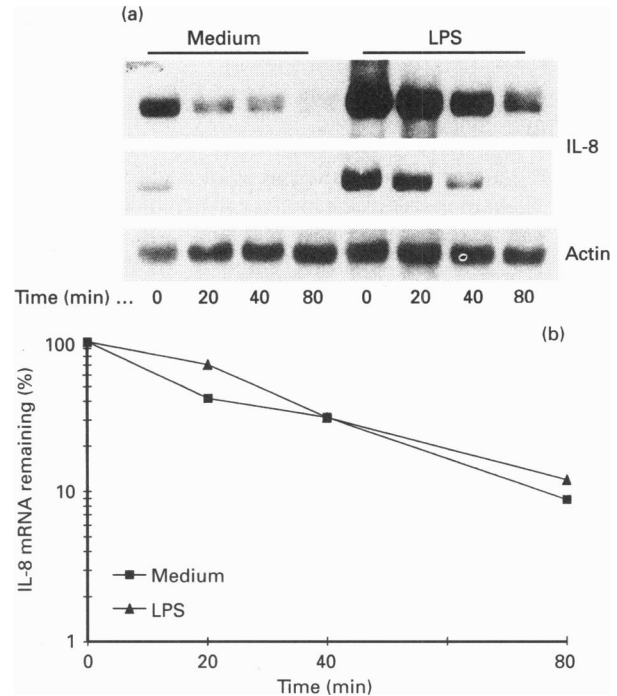 (a)
Medium LPS
IL-8
Actin
Time (min) ... 0 20 40 80 0 20 40 80
(b)
100
10
1
IL-8 mRNA remaining (%)
Medium
LPS
0 20 40 80
Time (min)